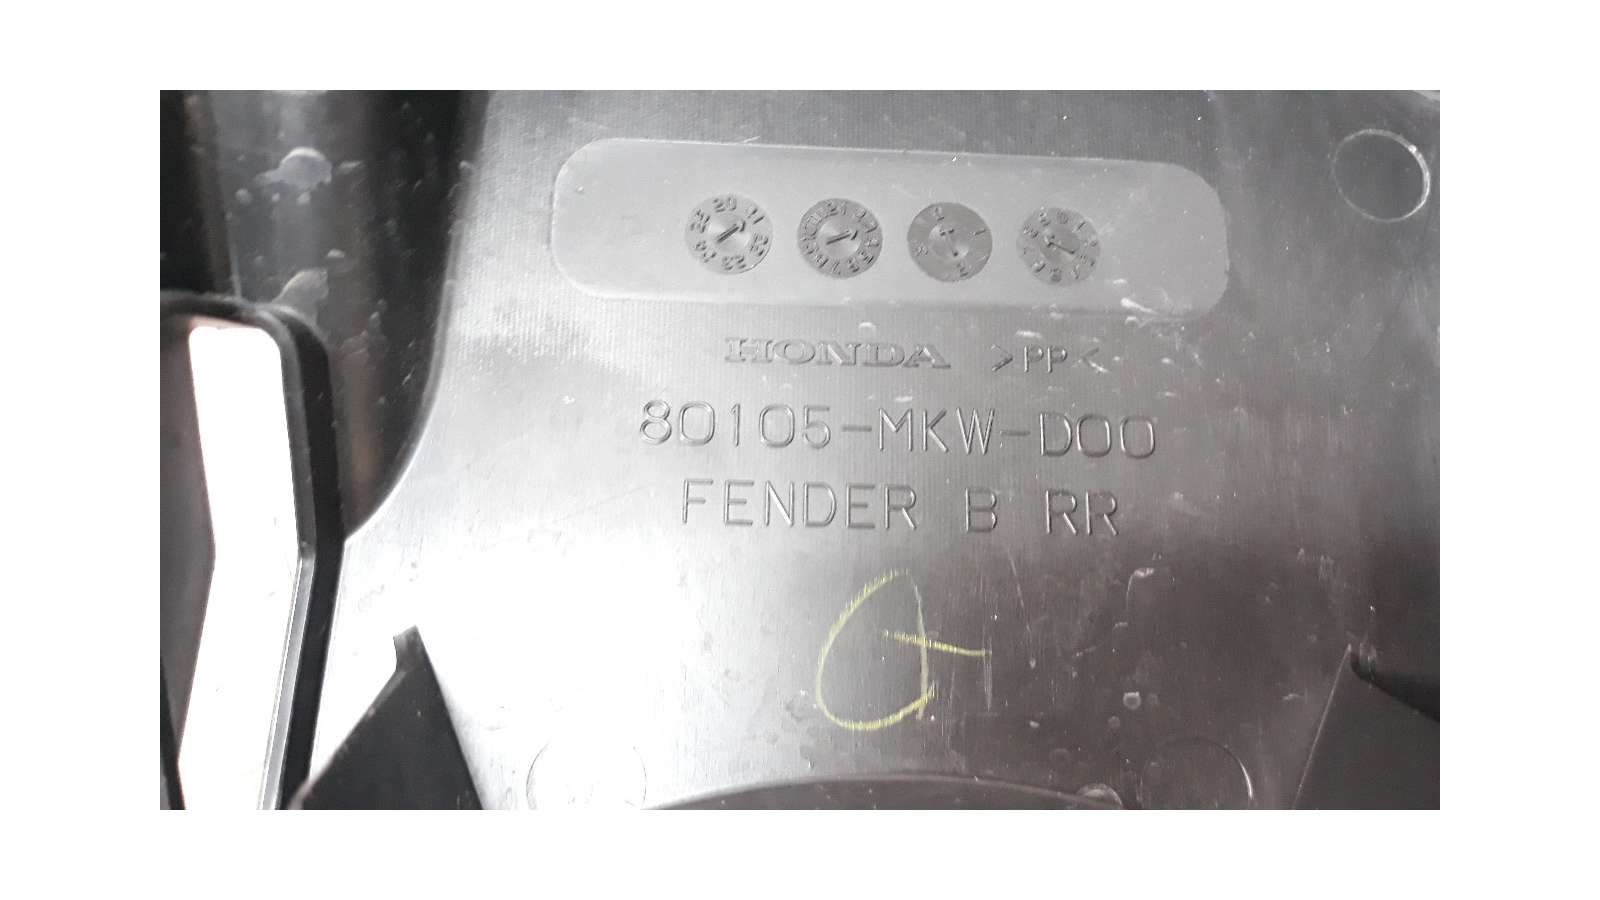 HONDA >PP<
80105-MKW-D00
FENDER B RR